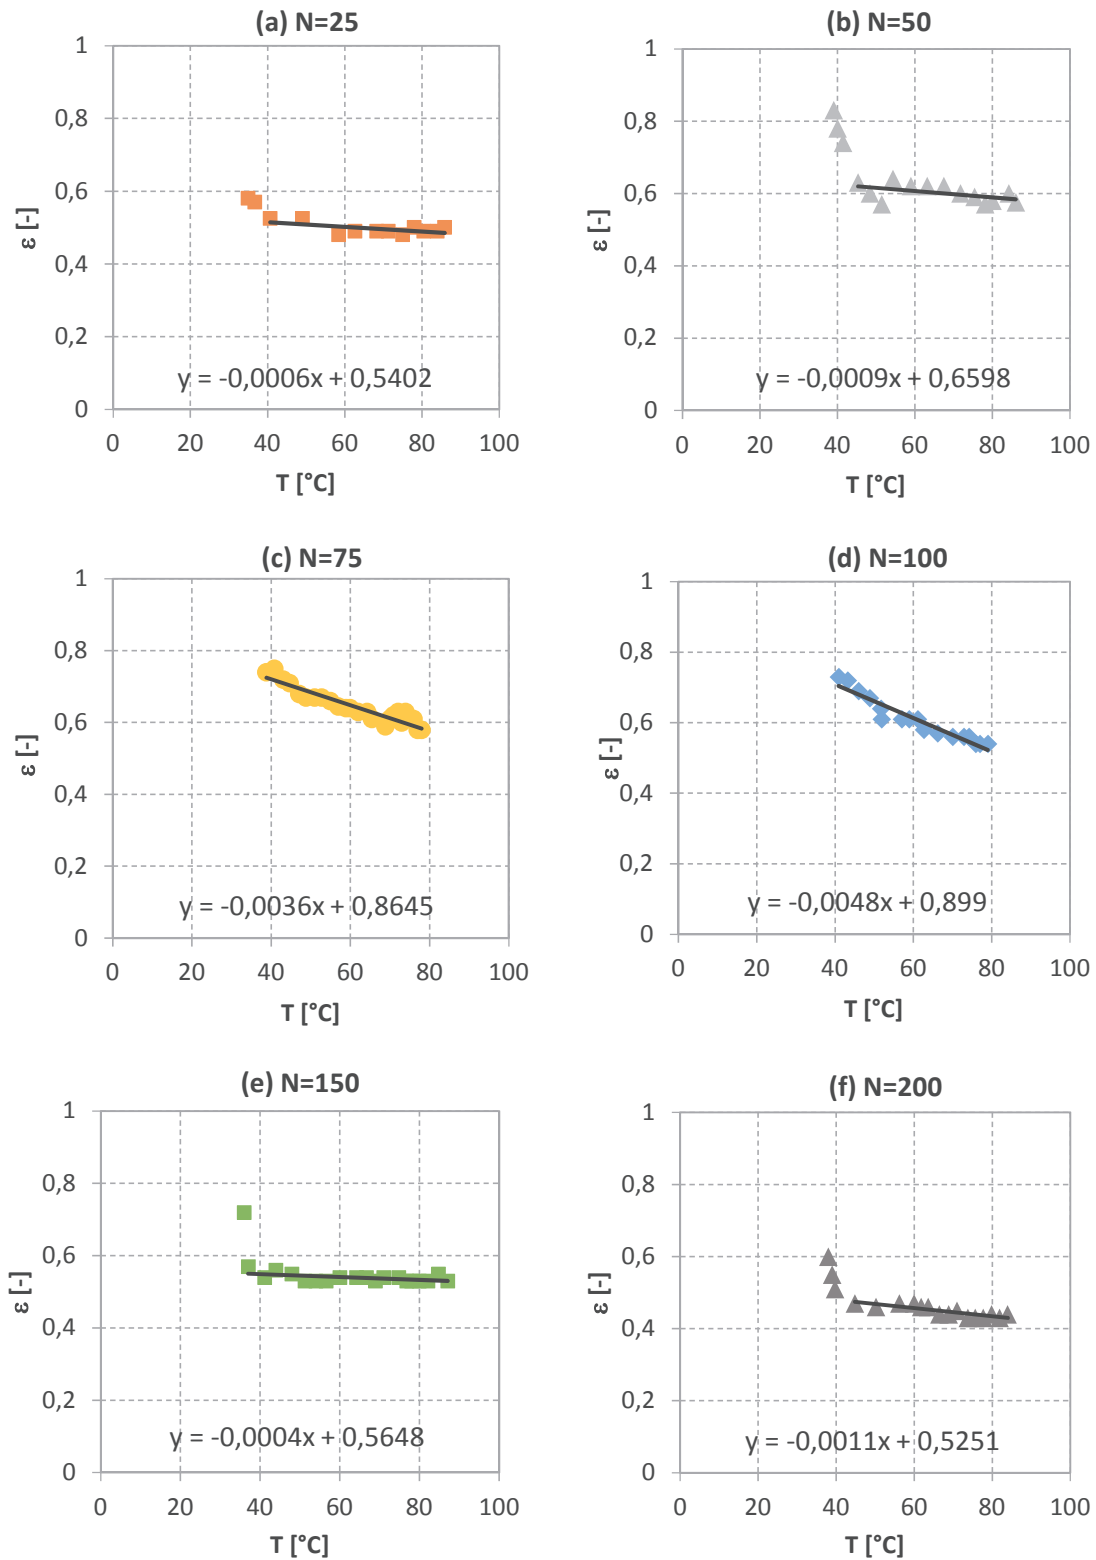 (a) N=25
1
0,8
0,6
0,4
0,2
0
ε [-]
y = -0,0006x + 0,5402
0 20 40 60 80 100
T [°C]
(b) N=50
1
0,8
0,6
0,4
0,2
0
ε [-]
y = -0,0009x + 0,6598
0 20 40 60 80 100
T [°C]
(c) N=75
1
0,8
0,6
0,4
0,2
0
ε [-]
y = -0,0036x + 0,8645
0 20 40 60 80 100
T [°C]
(d) N=100
1
0,8
0,6
0,4
0,2
0
ε [-]
y = -0,0048x + 0,899
0 20 40 60 80 100
T [°C]
(e) N=150
1
0,8
0,6
0,4
0,2
0
ε [-]
y = -0,0004x + 0,5648
0 20 40 60 80 100
T [°C]
(f) N=200
1
0,8
0,6
0,4
0,2
0
ε [-]
y = -0,0011x + 0,5251
0 20 40 60 80 100
T [°C]